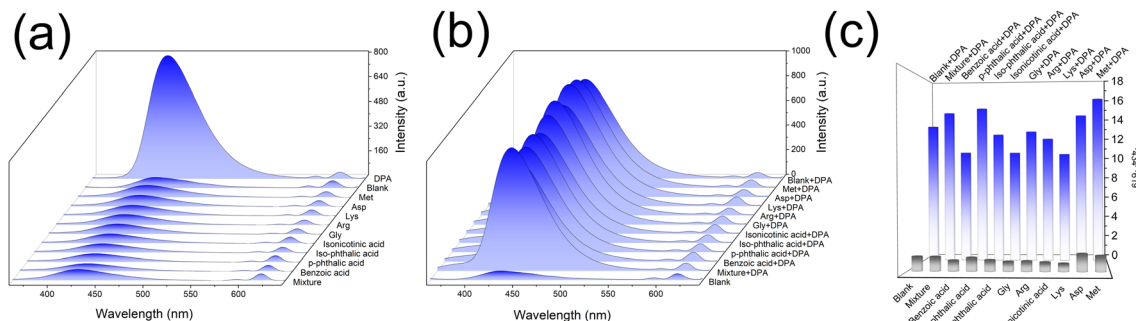 (a)
800
640
480
320
160
Intensity (a.u.)
DPA
Blank
Met
Asp
Lys
Arg
Gly
Isonicotinic acid
Iso-phthalic acid
p-phthalic acid
Benzoic acid
Mixture
400
450
500
550
600
Wavelength (nm)
(b)
1000
800
600
400
200
0
Intensity (a.u.)
Blank+DPA
Met+DPA
Asp+DPA
Lys+DPA
Arg+DPA
Gly+DPA
Isonicotinic acid+DPA
Iso-phthalic acid+DPA
p-phthalic acid+DPA
Benzoic acid+DPA
Mixture+DPA
Blank
400
450
500
550
600
Wavelength (nm)
(c)
Blank+DPA
Mixture+DPA
Benzoic acid+DPA
p-phthalic acid+DPA
Iso-phthalic acid+DPA
Isonicotinic acid+DPA
Gly+DPA
Arg+DPA
Lys+DPA
Asp+DPA
Met+DPA
18
16
14
12
10
8
6
4
2
0
Blank
Mixture
Benzoic acid
phthalic acid
phthalic acid
Gly
Arg
nicotinic acid
Lys
Asp
Met